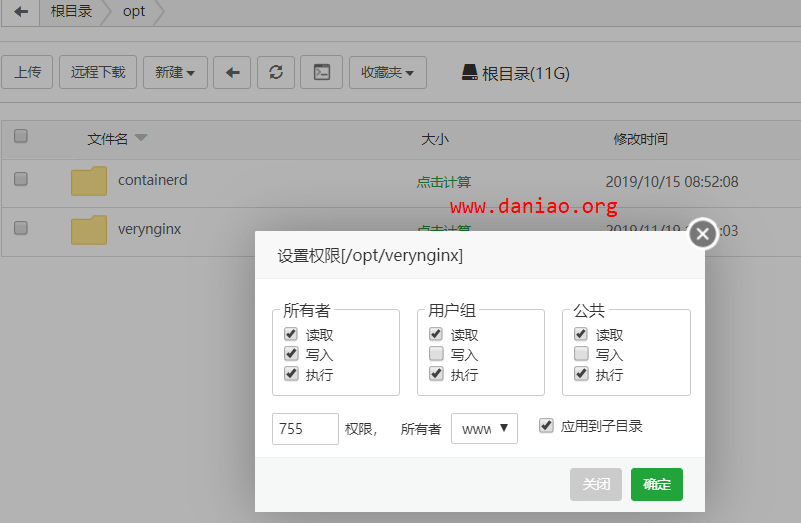 根目录 opt
上传 远程下载 新建 收藏夹 根目录(11G)
文件名 大小 修改时间
containerd 点击计算 2019/10/15 08:52:08
www.daniao.org
verynginx 点击计算 2019/11/19 :03
设置权限[/opt/verynginx]
所有者 用户组 公共
读取 读取 读取
写入 写入 写入
执行 执行 执行
755 权限, 所有者 www 应用到子目录
关闭 确定